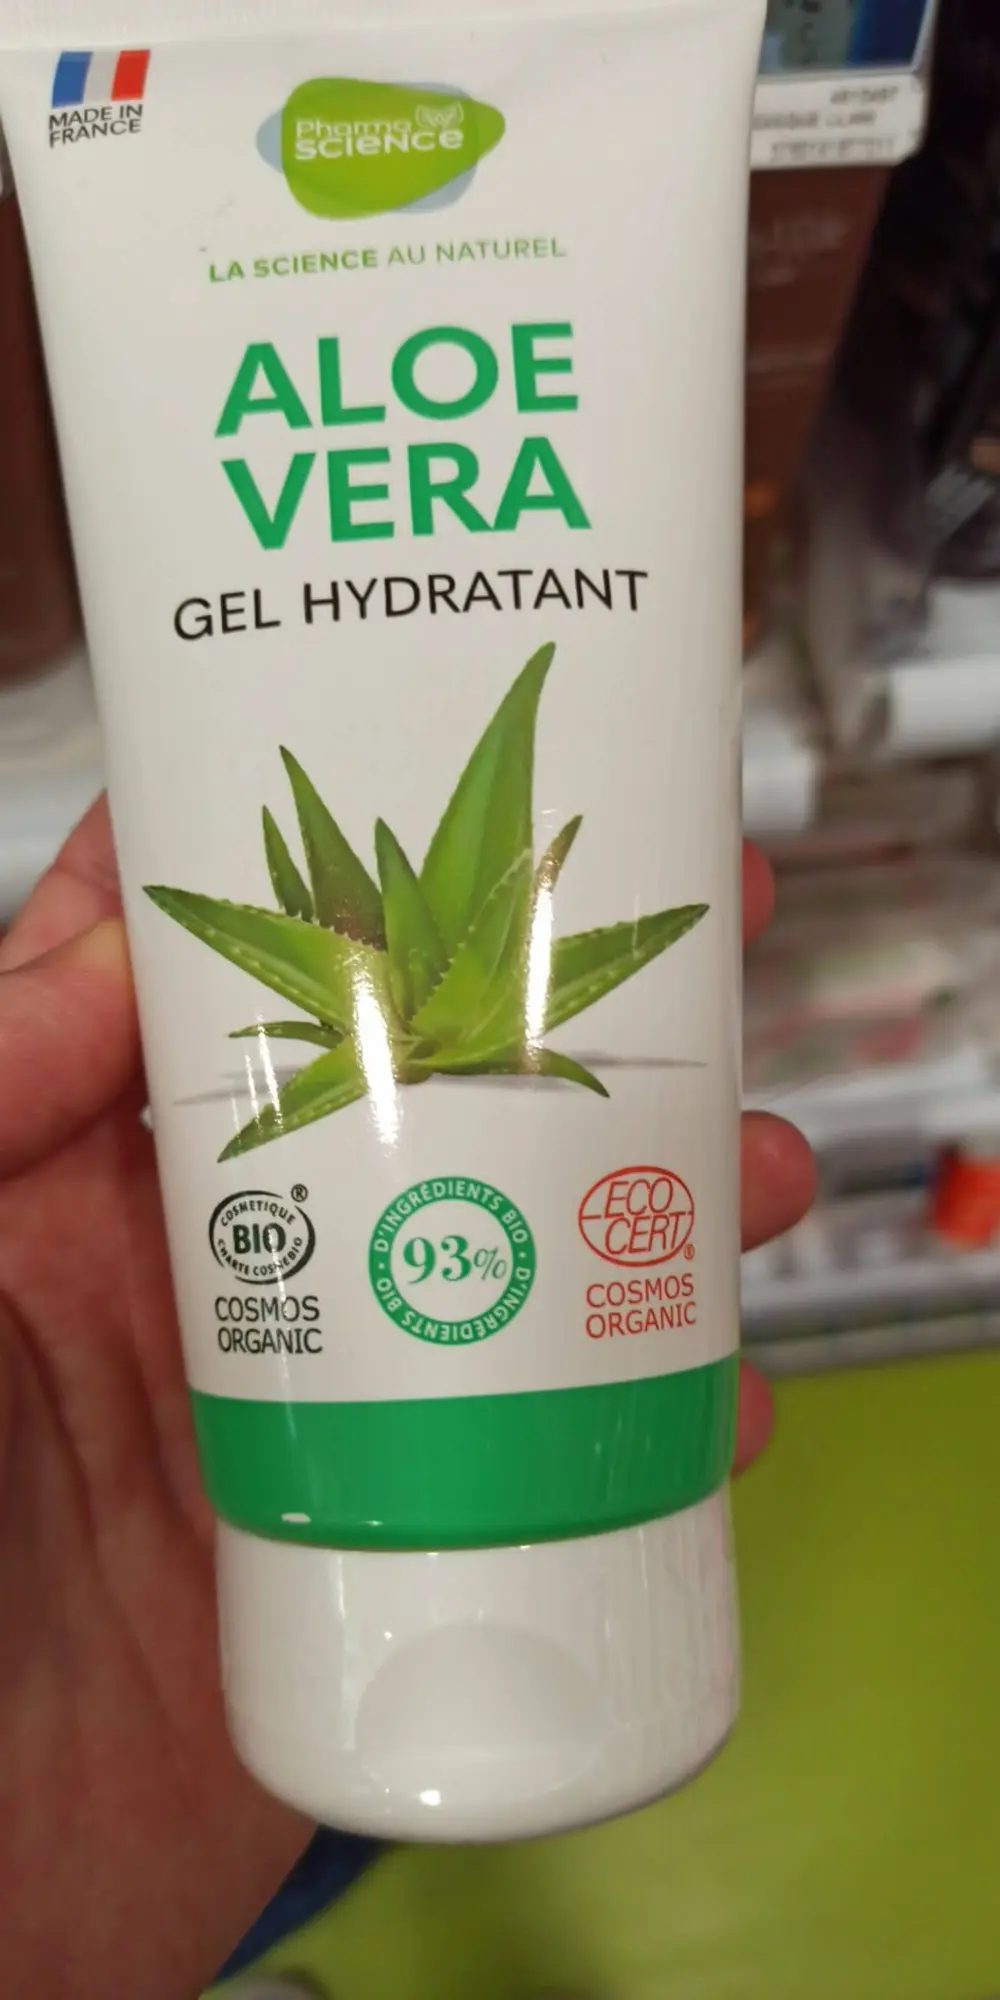 MADE IN
FRANCE
Pharma
SCIENCE
LA SCIENCE AU NATUREL
ALOE
VERA
GEL HYDRATANT
COSMETIQUE
BIO
CHARTE COSMEBIO
®
COSMOS
ORGANIC
D'INGRÉDIENTS BIO • D'INGRÉDIENTS BIO •
93%
ECO
CERT
®
COSMOS
ORGANIC